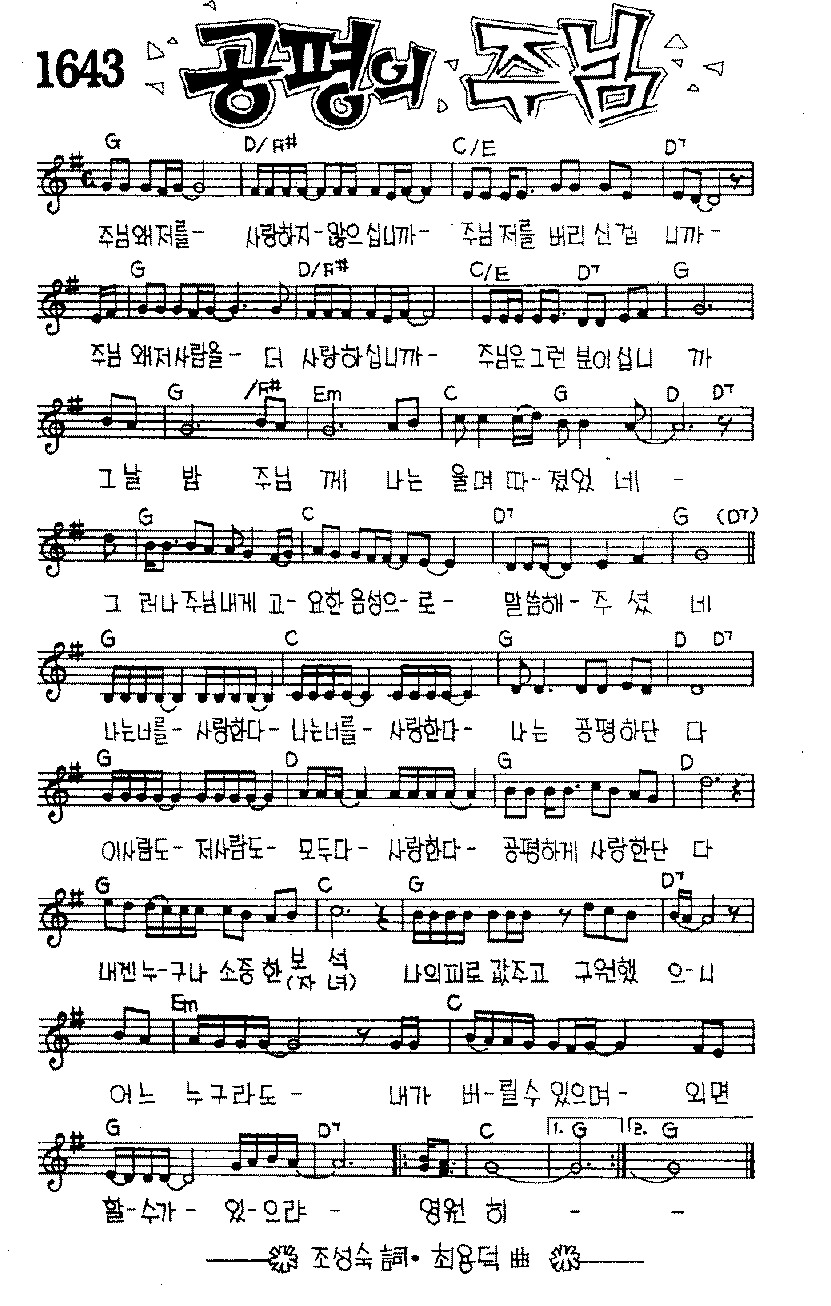 1643 공평의 주님
G D/F# C/E D7
주님왜저를- 사랑하지-않으십니까- 주님저를 버리신겁 니까-
G D/F# C/E D7 G
주님 왜저사람을- 더 사랑하십니까- 주님은그런 분이십니 까
G /F# Em C G D D7
그날 밤 주님 께 나는 울며 따-졌었 네 -
G C D7 G (D7)
그 러나주님내게 고-요한음성으-로- 말씀해-주 셨 네
G C G D D7
나는너를- 사랑한다- 나는너를- 사랑한다- 나는 공평하단 다
G D G D
이사람도- 저사람도- 모두다- 사랑한다- 공평하게 사랑한단 다
G C G D7
내겐누-구나 소중한보 석 나의피로값주고 구원했 으-니
(자 녀)
Em C
어느 누구라도 - 내가 버-릴수있으며- 외면
G D7 C 1. G 2. G
할-수가- 있-으랴 - 영원 히 - -
조성숙 詞·최용덕 曲